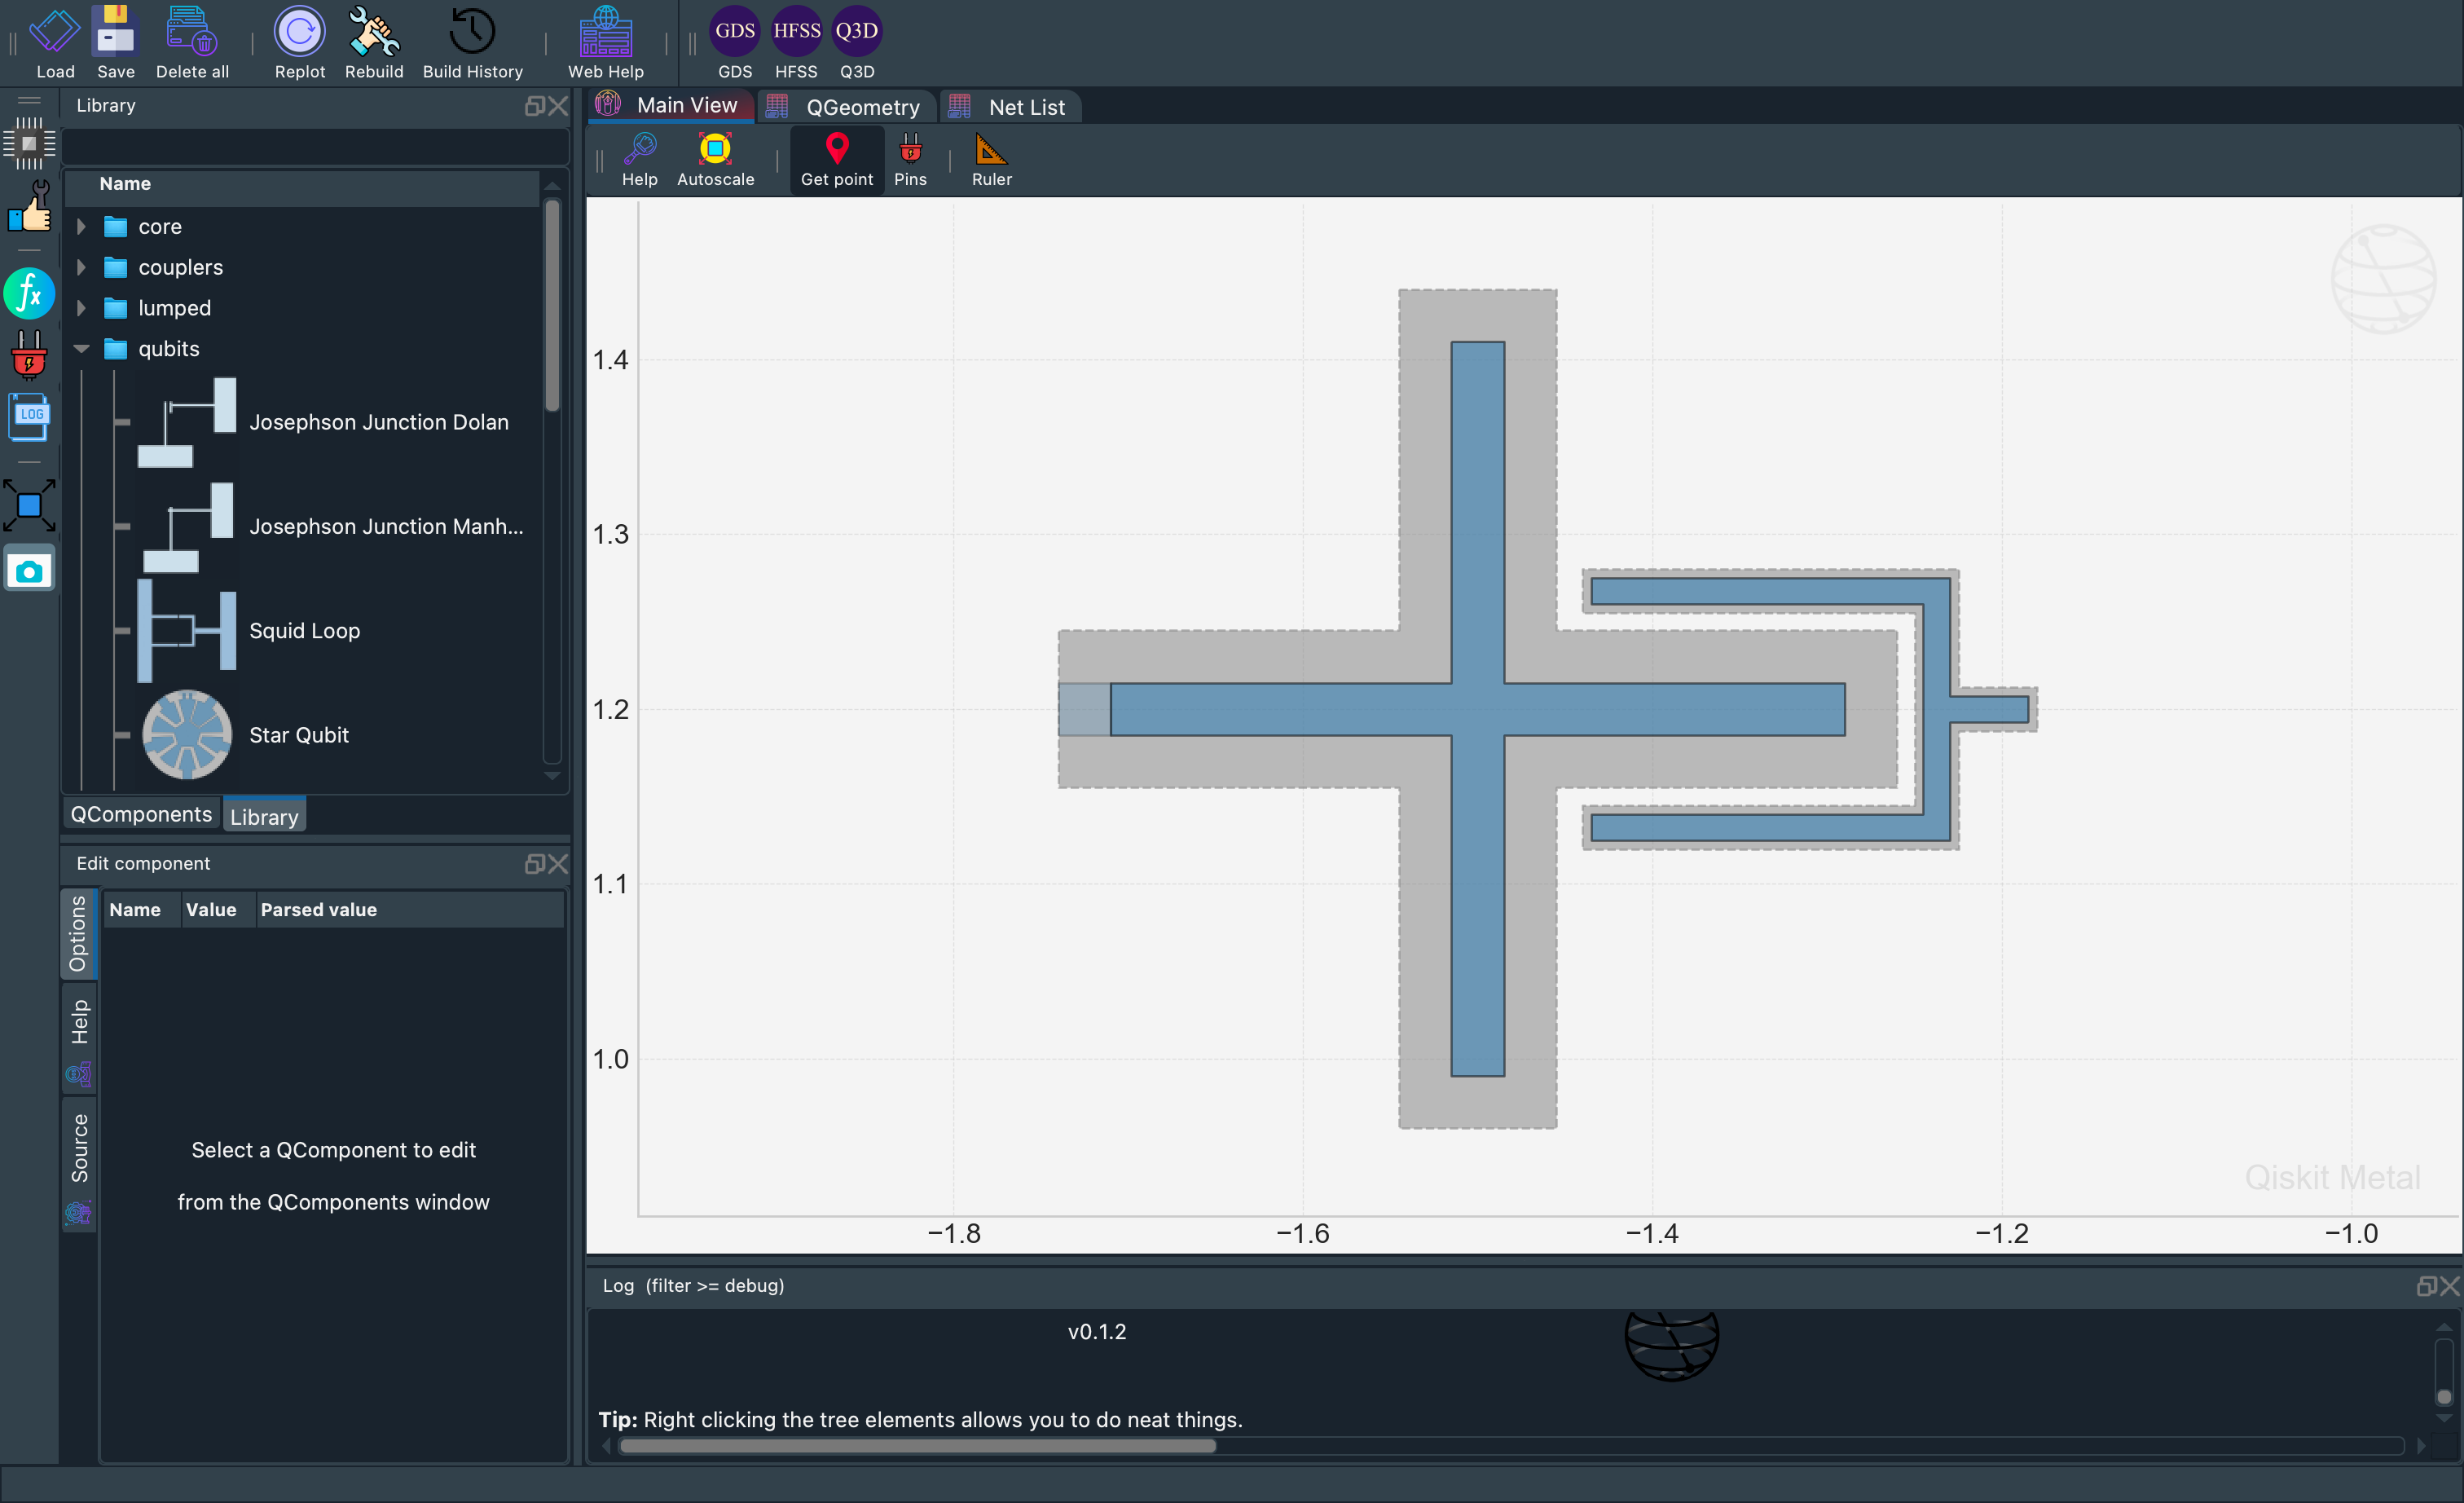 GDS HFSS Q3D
Load Save Delete all Replot Rebuild Build History Web Help GDS HFSS Q3D
Library
Main View QGeometry Net List
Help Autoscale Get point Pins Ruler
Name
core
couplers
lumped
qubits
Josephson Junction Dolan
Josephson Junction Manh...
Squid Loop
Star Qubit
fx
LOG
QComponents Library
Edit component
Options
Help
Source
Name Value Parsed value
Select a QComponent to edit
from the QComponents window
1.4
1.3
1.2
1.1
1.0
−1.8 −1.6 −1.4 −1.2 −1.0
Qiskit Metal
Log (filter >= debug)
v0.1.2
Tip: Right clicking the tree elements allows you to do neat things.